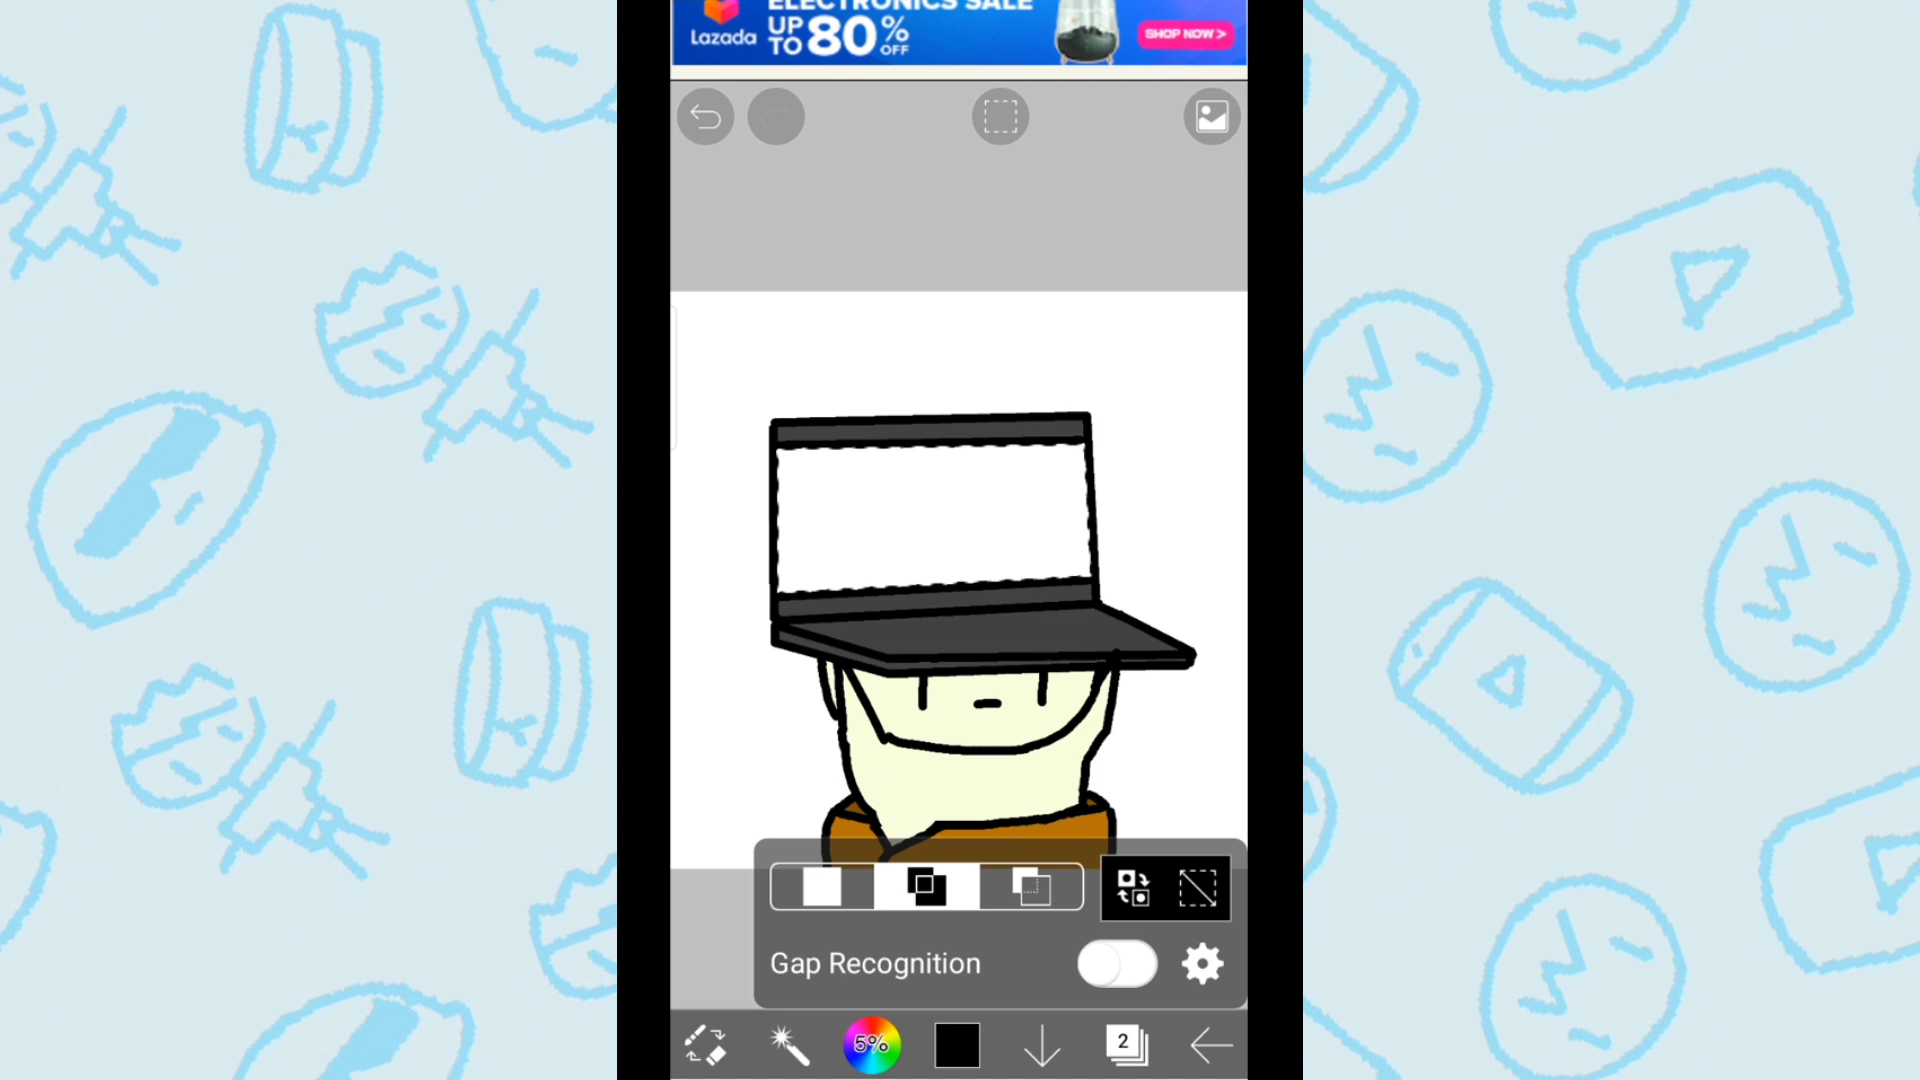 ELECTRONICS SALE
Lazada
UP TO 80% OFF
SHOP NOW >
Gap Recognition
5%
2